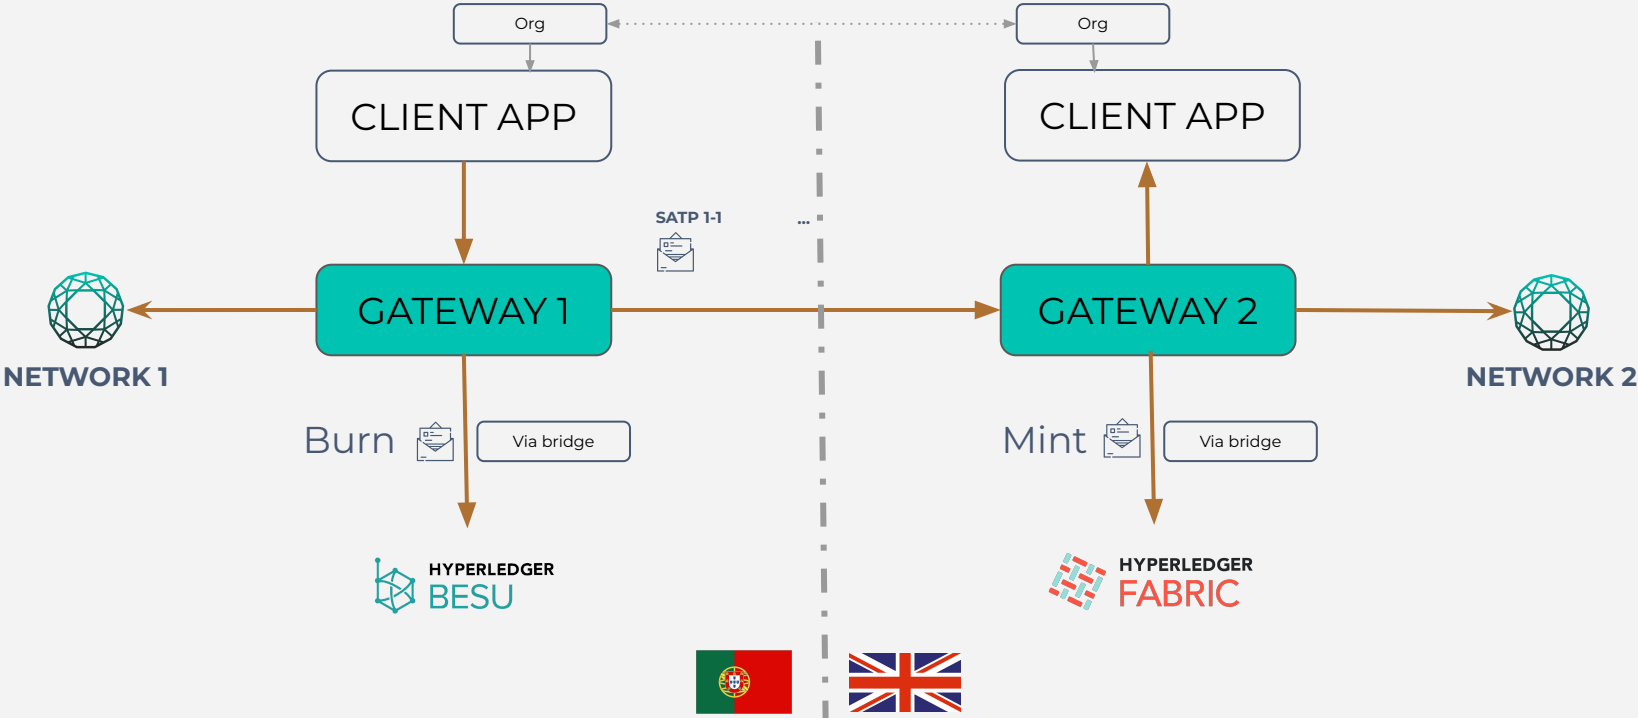 Org
Org
CLIENT APP
CLIENT APP
SATP 1-1
...
GATEWAY 1
GATEWAY 2
NETWORK 1
NETWORK 2
Burn
Via bridge
Mint
Via bridge
HYPERLEDGER
BESU
HYPERLEDGER
FABRIC